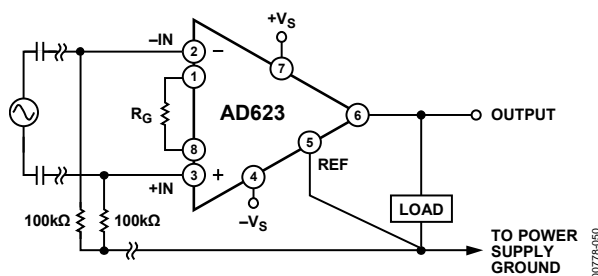 +VS
–IN
2
–
7
1
RG
AD623
6
OUTPUT
8
5
REF
3
+
+IN
4
–VS
LOAD
100kΩ
100kΩ
TO POWER
SUPPLY
GROUND
00778-050